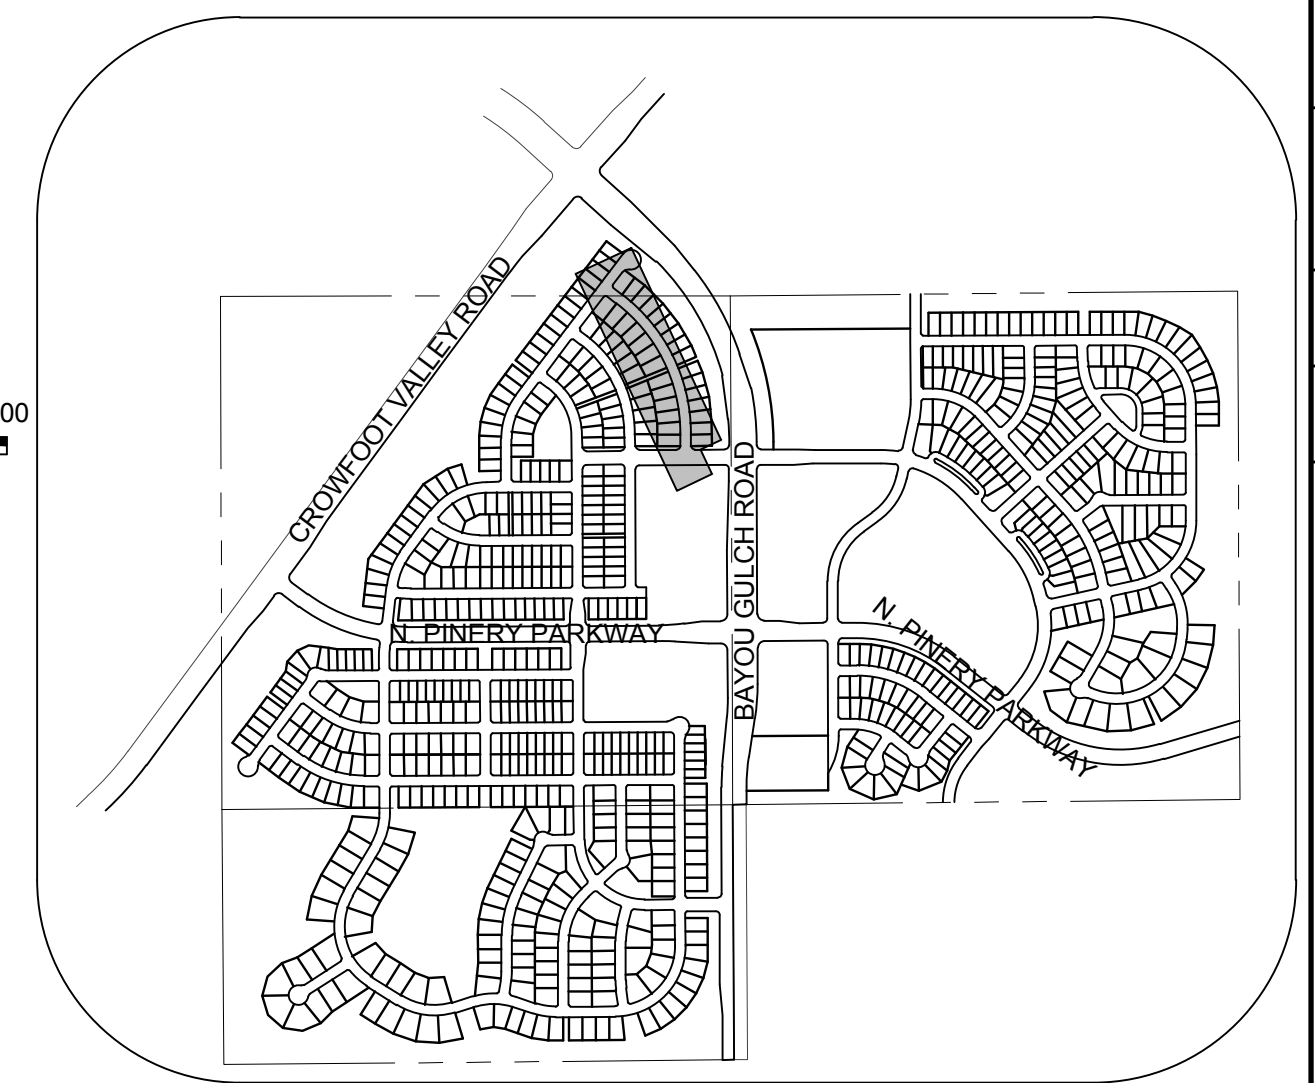 CROWFOOT VALLEY ROAD
00
BAYOU GULCH ROAD
N. PINERY PARKWAY
N. PINERY PARKWAY